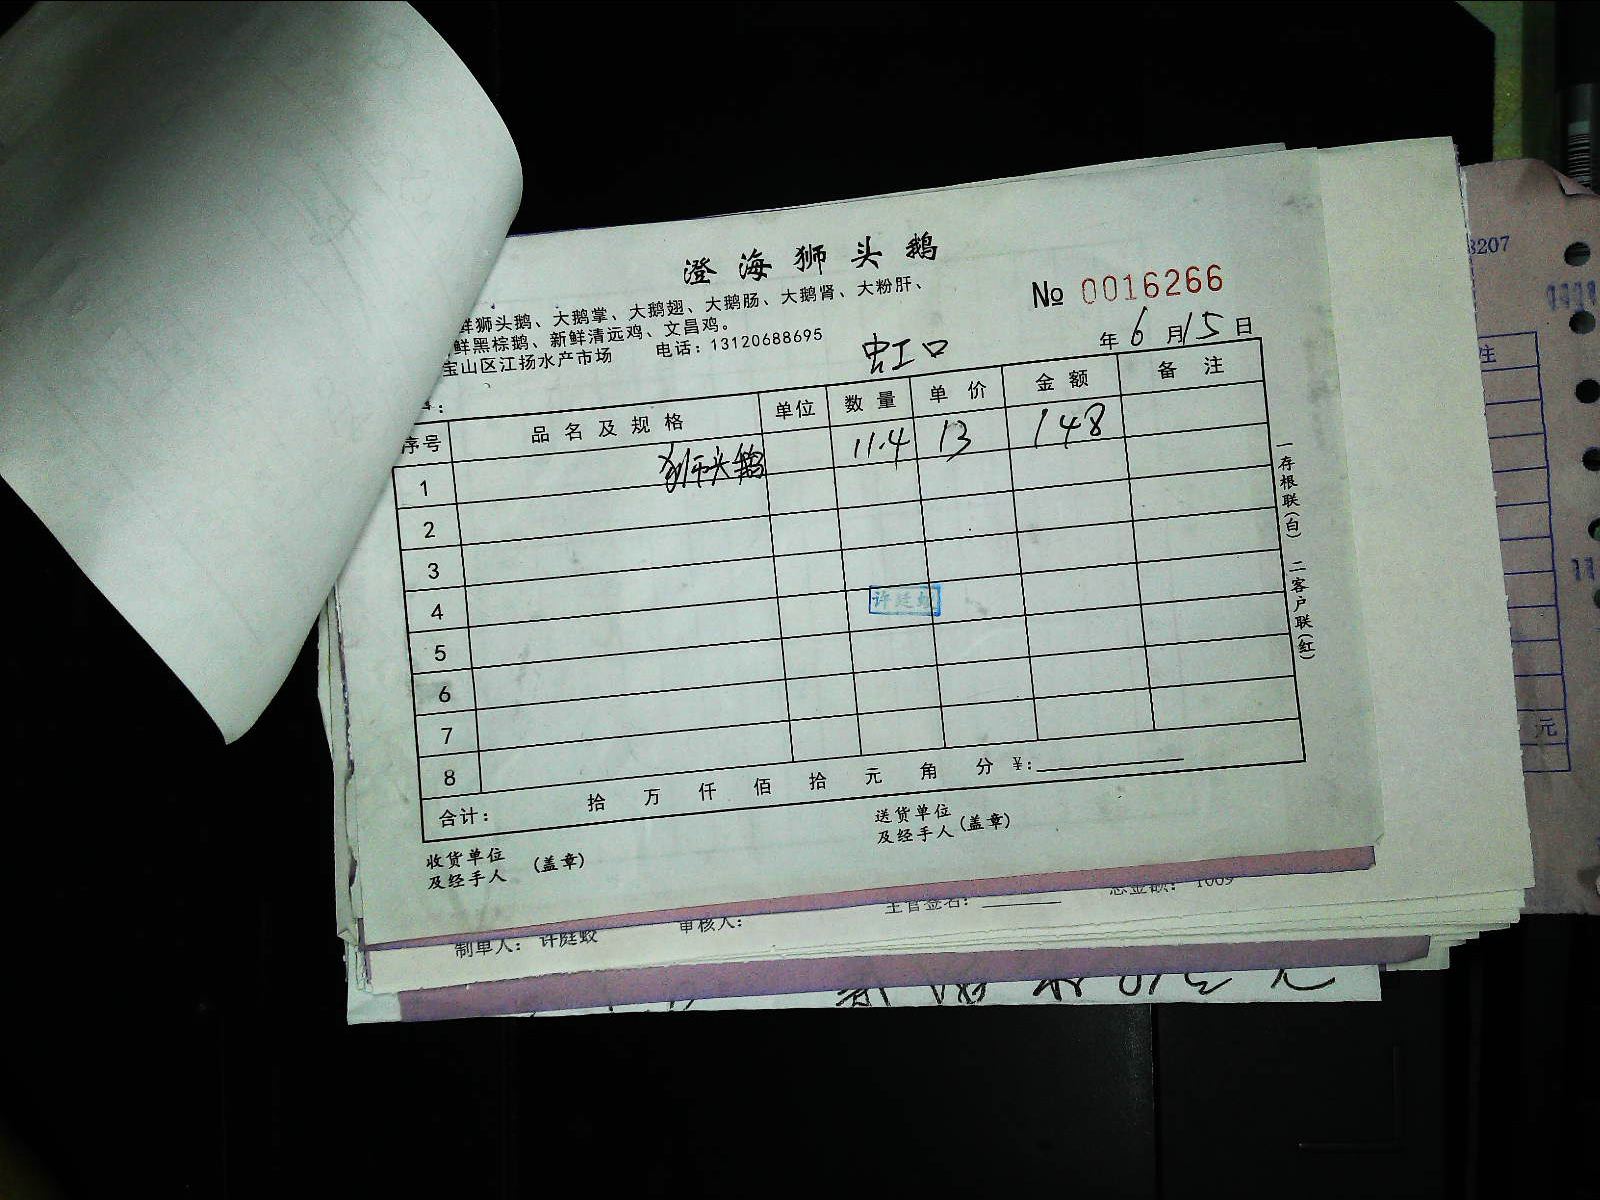 澄海狮头鹅
鲜狮头鹅、大鹅掌、大鹅翅、大鹅肠、大鹅肾、大粉肝、
鲜黑棕鹅、新鲜清远鸡、文昌鸡。
宝山区江扬水产市场 电话：13120688695
№ 0016266
虹口
年6月15日
序号 品名及规格 单位 数量 单价 金额 备注
1 狮头鹅 11.4 13 148
2
3
4
许廷
5
6
7
8
合计： 拾 万 仟 佰 拾 元 角 分 ¥：
收货单位
及经手人 (盖章)
送货单位
及经手人 (盖章)
一存根联(白) 二客户联(红)
制单人： 许庭蛟 审核人： 主管签名： 总金额： 1009
8207
注
元